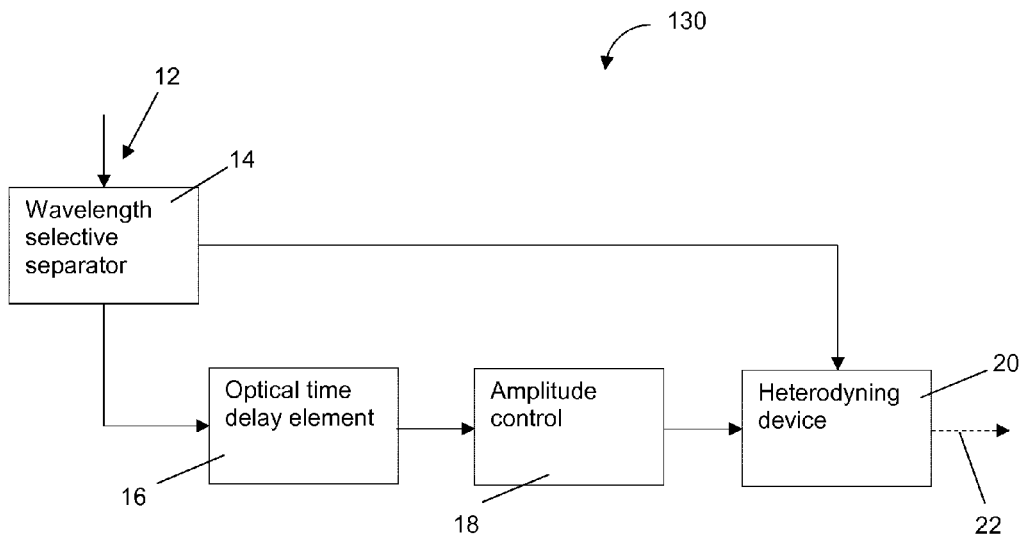 130
12
14
Wavelength
selective
separator
Optical time
delay element
Amplitude
control
Heterodyning
device
20
16
18
22